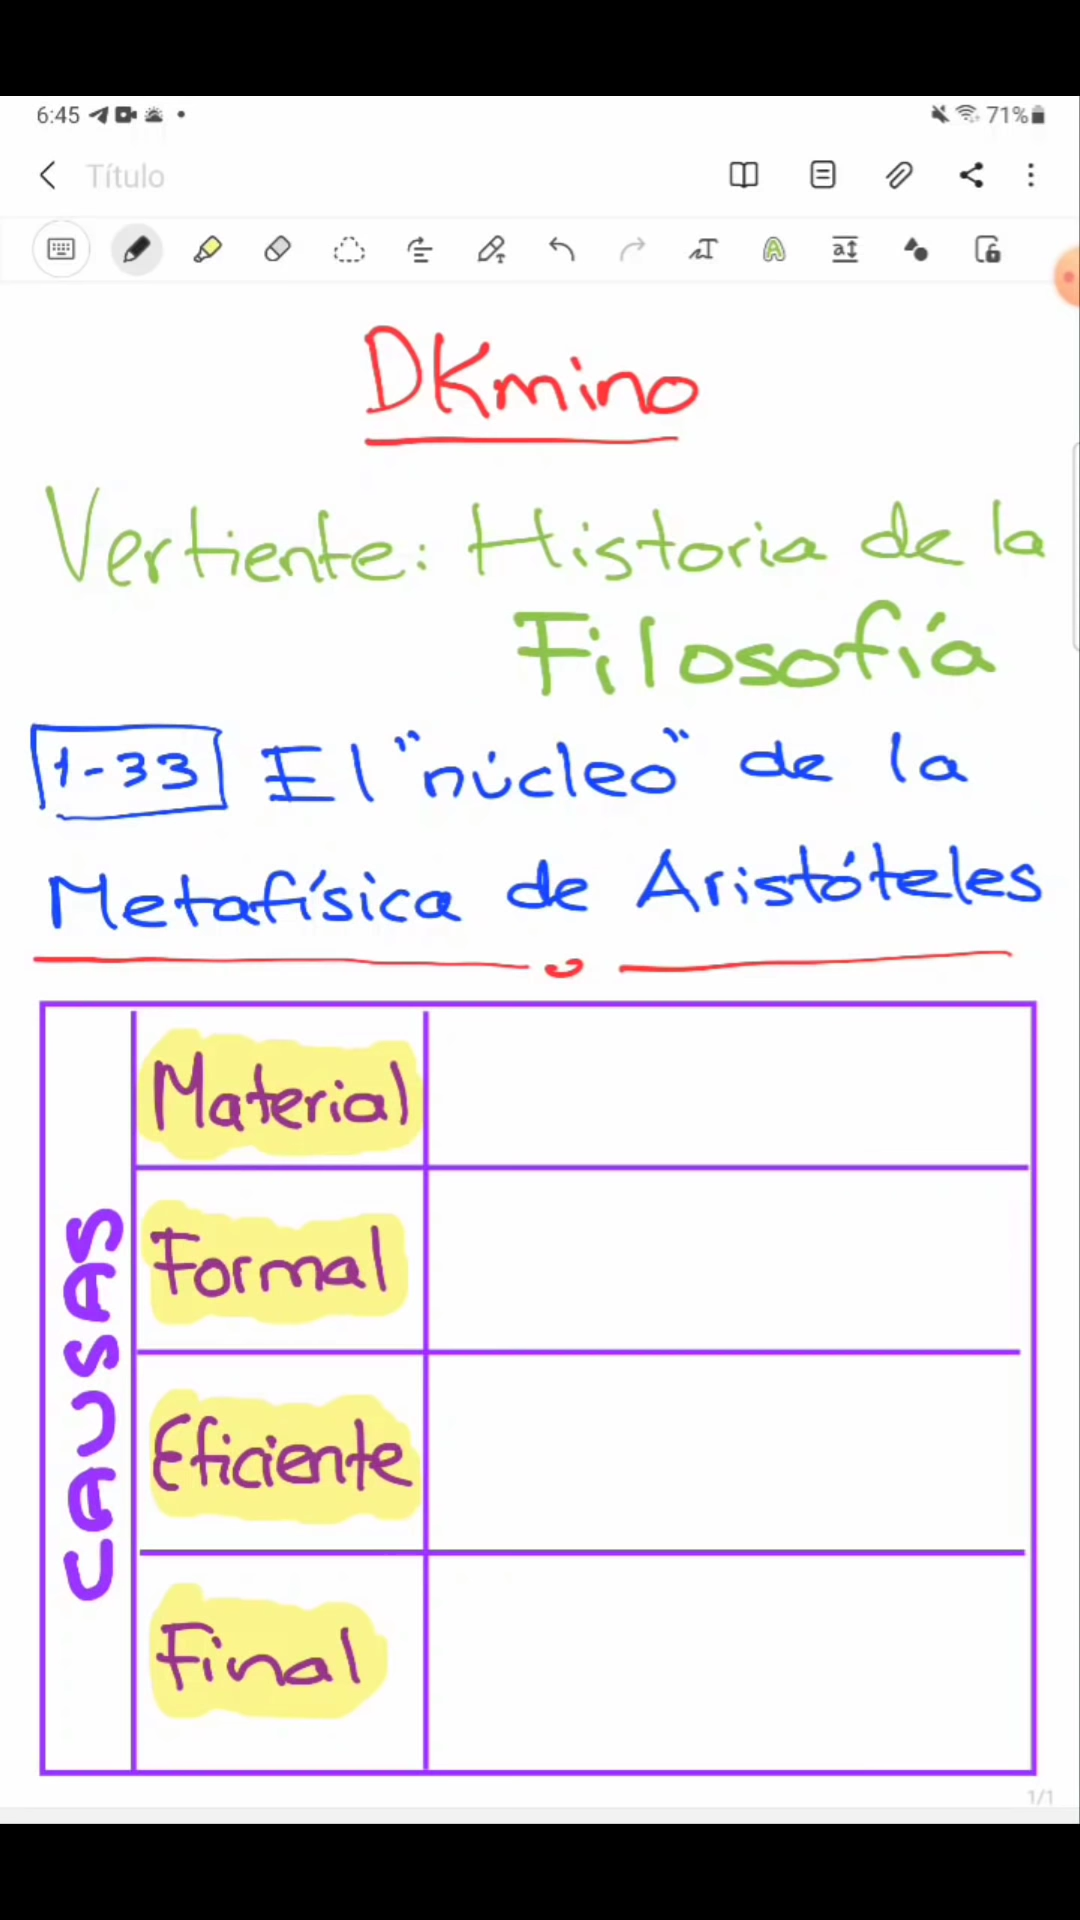 6:45
71%
Título
DKmino
Vertiente: Historia de la
Filosofía
1-33 El "núcleo" de la
Metafísica de Aristóteles
CAUSAS
Material
Formal
Eficiente
Final
1/1